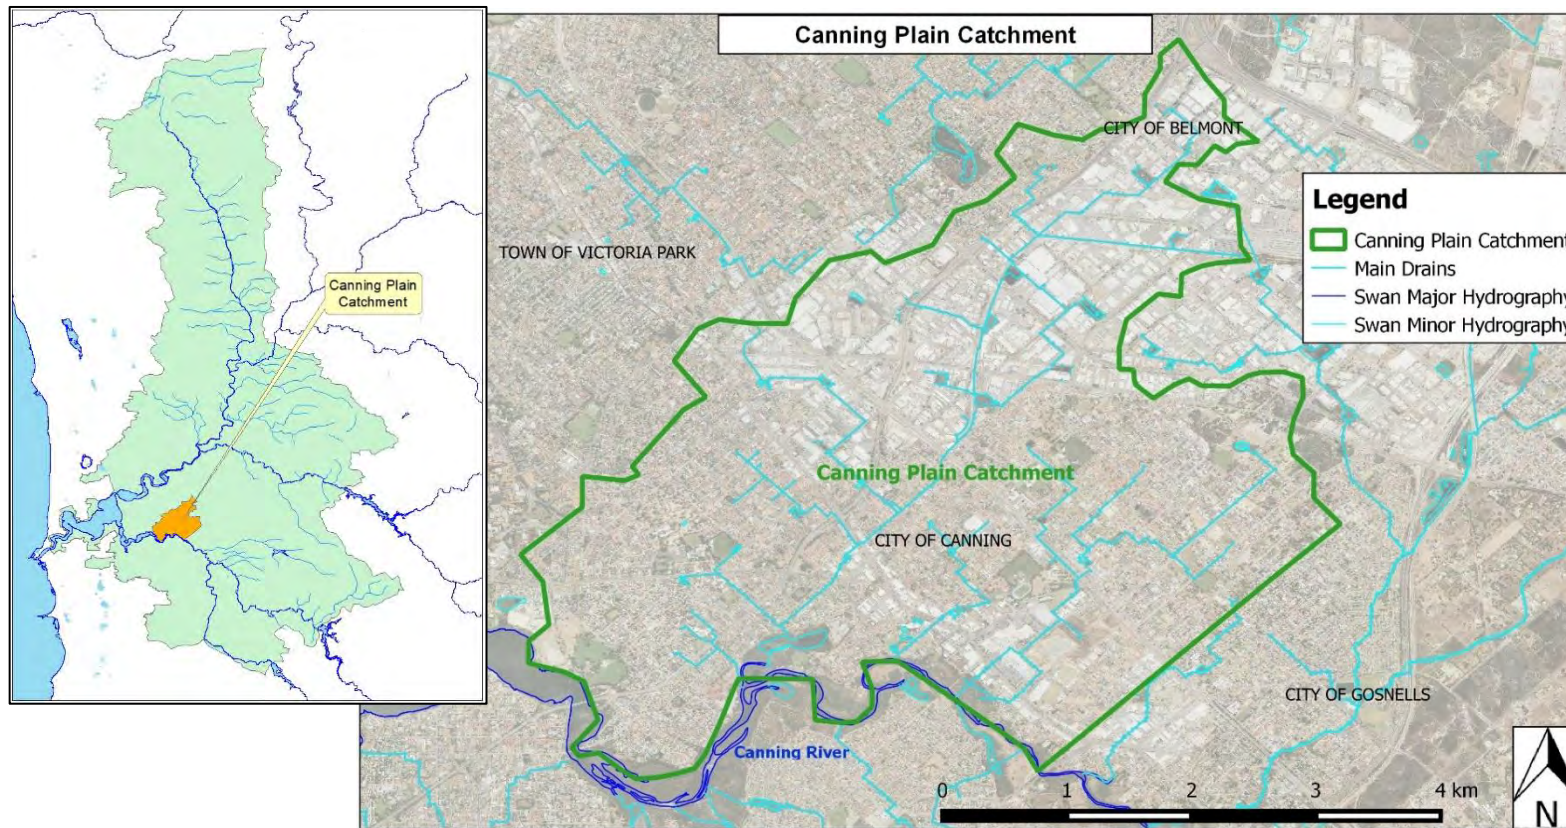 Canning Plain Catchment
Canning Plain
Catchment
CITY OF BELMONT
TOWN OF VICTORIA PARK
Legend
Canning Plain Catchment
Main Drains
Swan Major Hydrography
Swan Minor Hydrography
Canning Plain Catchment
CITY OF CANNING
CITY OF GOSNELLS
Canning River
0 1 2 3 4 km
N